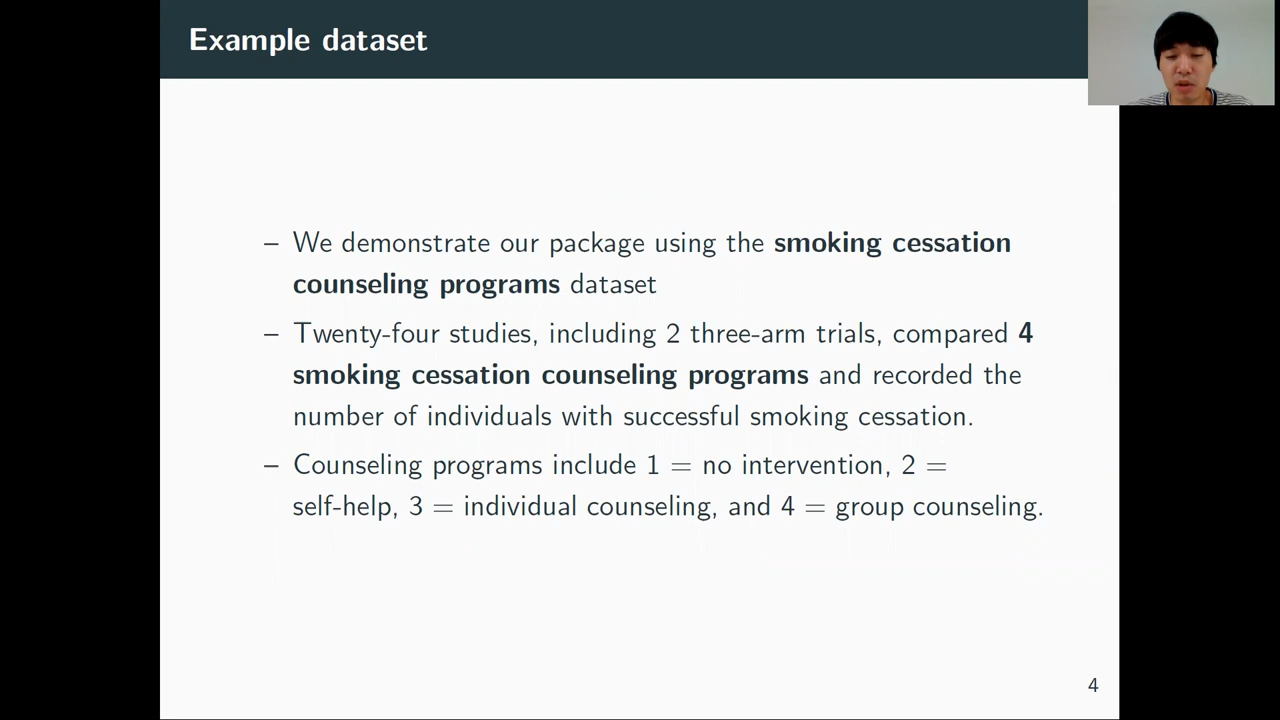 Example dataset
– We demonstrate our package using the smoking cessation
counseling programs dataset
– Twenty-four studies, including 2 three-arm trials, compared 4
smoking cessation counseling programs and recorded the
number of individuals with successful smoking cessation.
– Counseling programs include 1 = no intervention, 2 =
self-help, 3 = individual counseling, and 4 = group counseling.
4